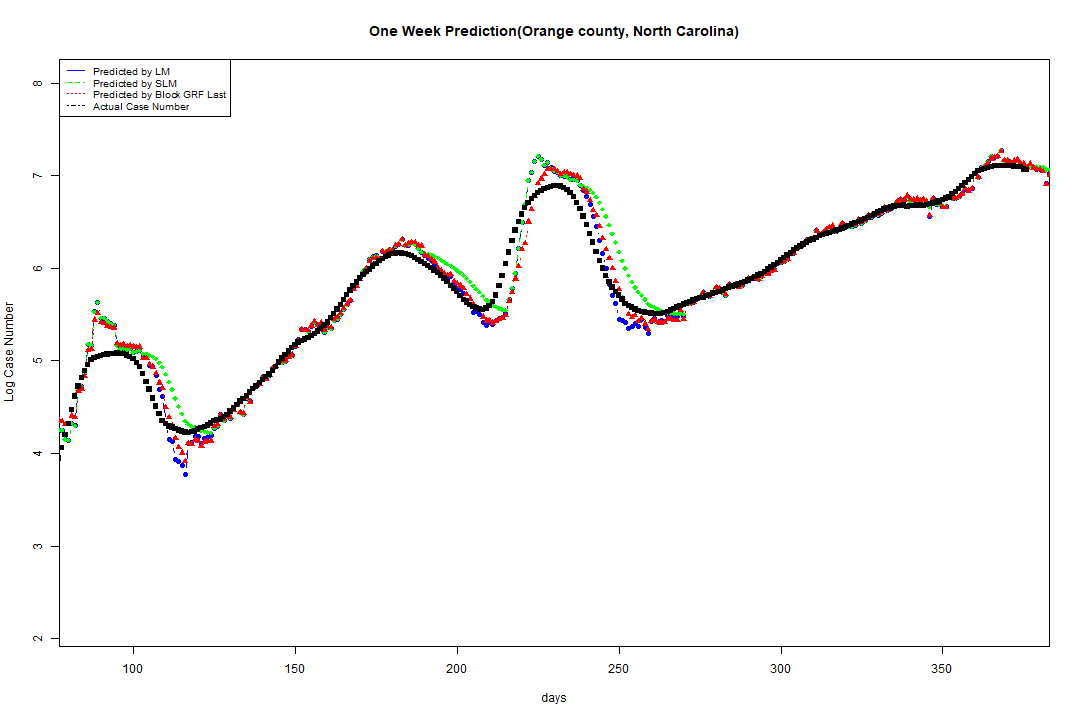 One Week Prediction(Orange county, North Carolina)
Predicted by LM
Predicted by SLM
Predicted by Block GRF Last
Actual Case Number
8
7
6
5
4
3
2
Log Case Number
100 150 200 250 300 350
days